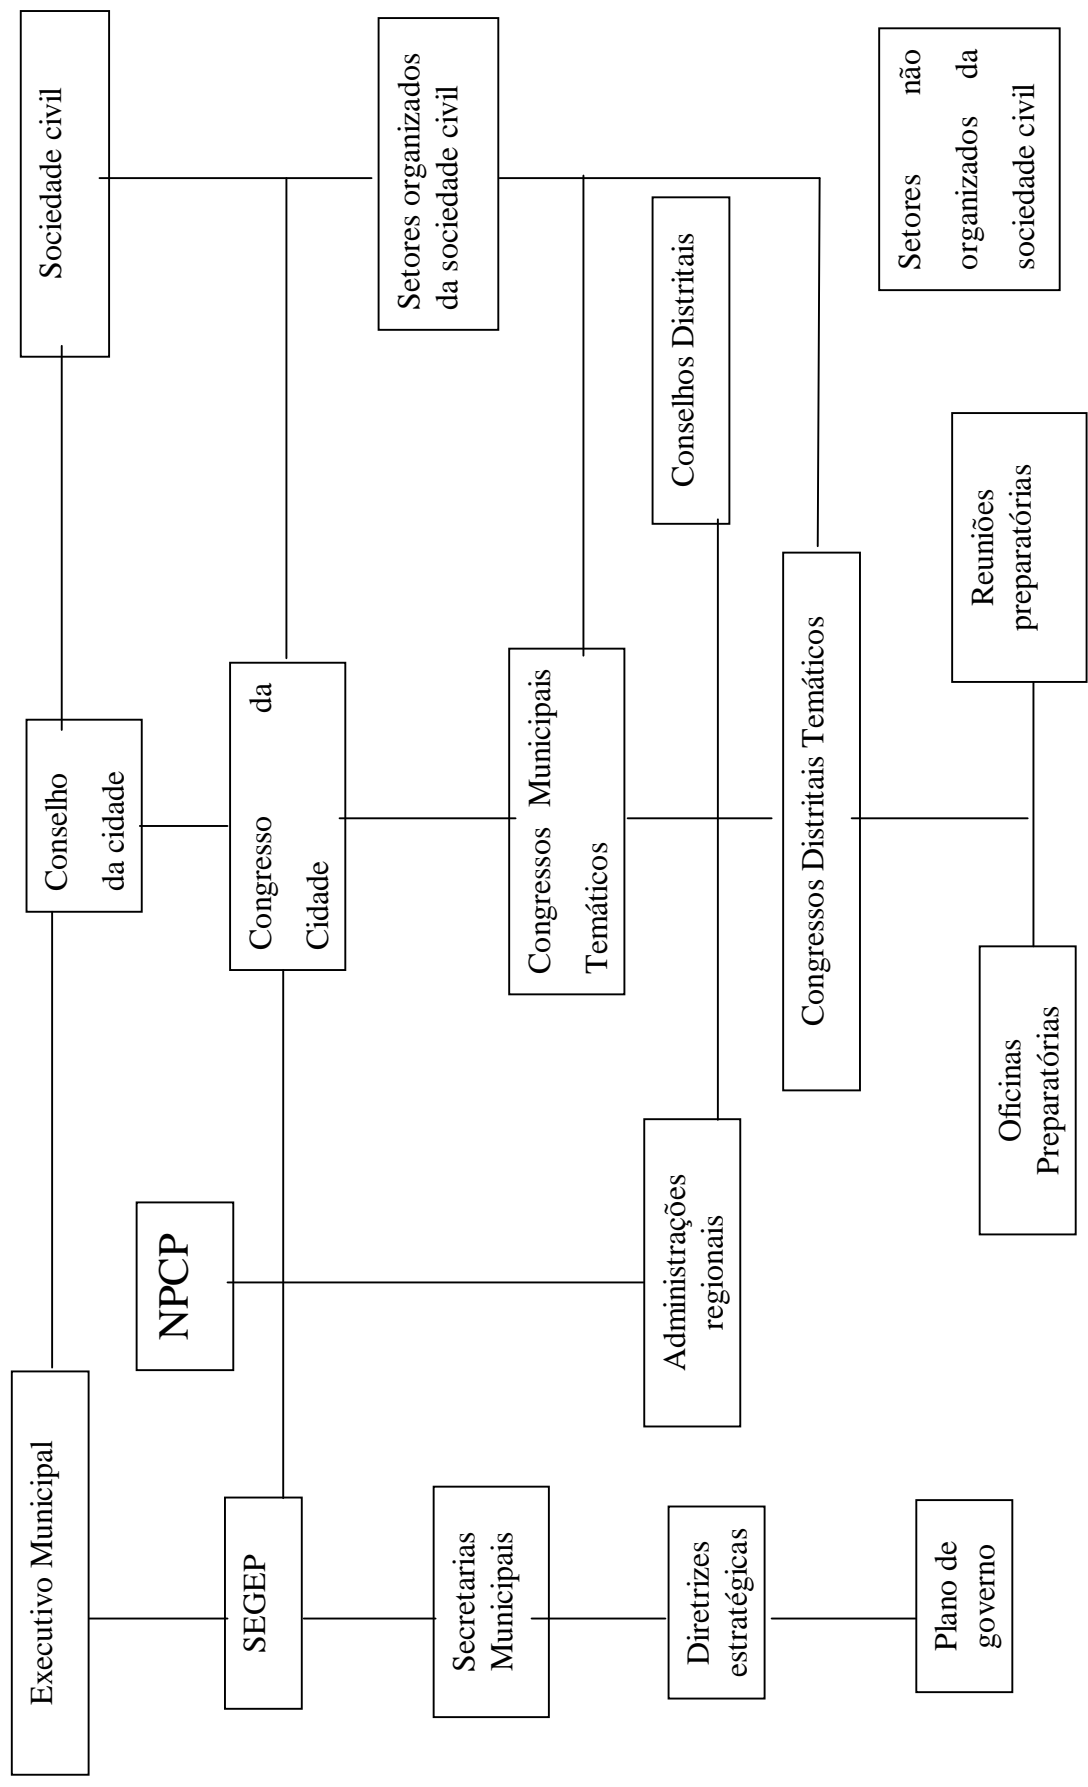 Executivo Municipal
Conselho
da cidade
Sociedade civil
NPCP
SEGEP
Congresso da
Cidade
Setores organizados
da sociedade civil
Secretarias
Municipais
Congressos Municipais
Temáticos
Administrações
regionais
Conselhos Distritais
Diretrizes
estratégicas
Congressos Distritais Temáticos
Setores não
organizados da
sociedade civil
Plano de
governo
Oficinas
Preparatórias
Reuniões
preparatórias